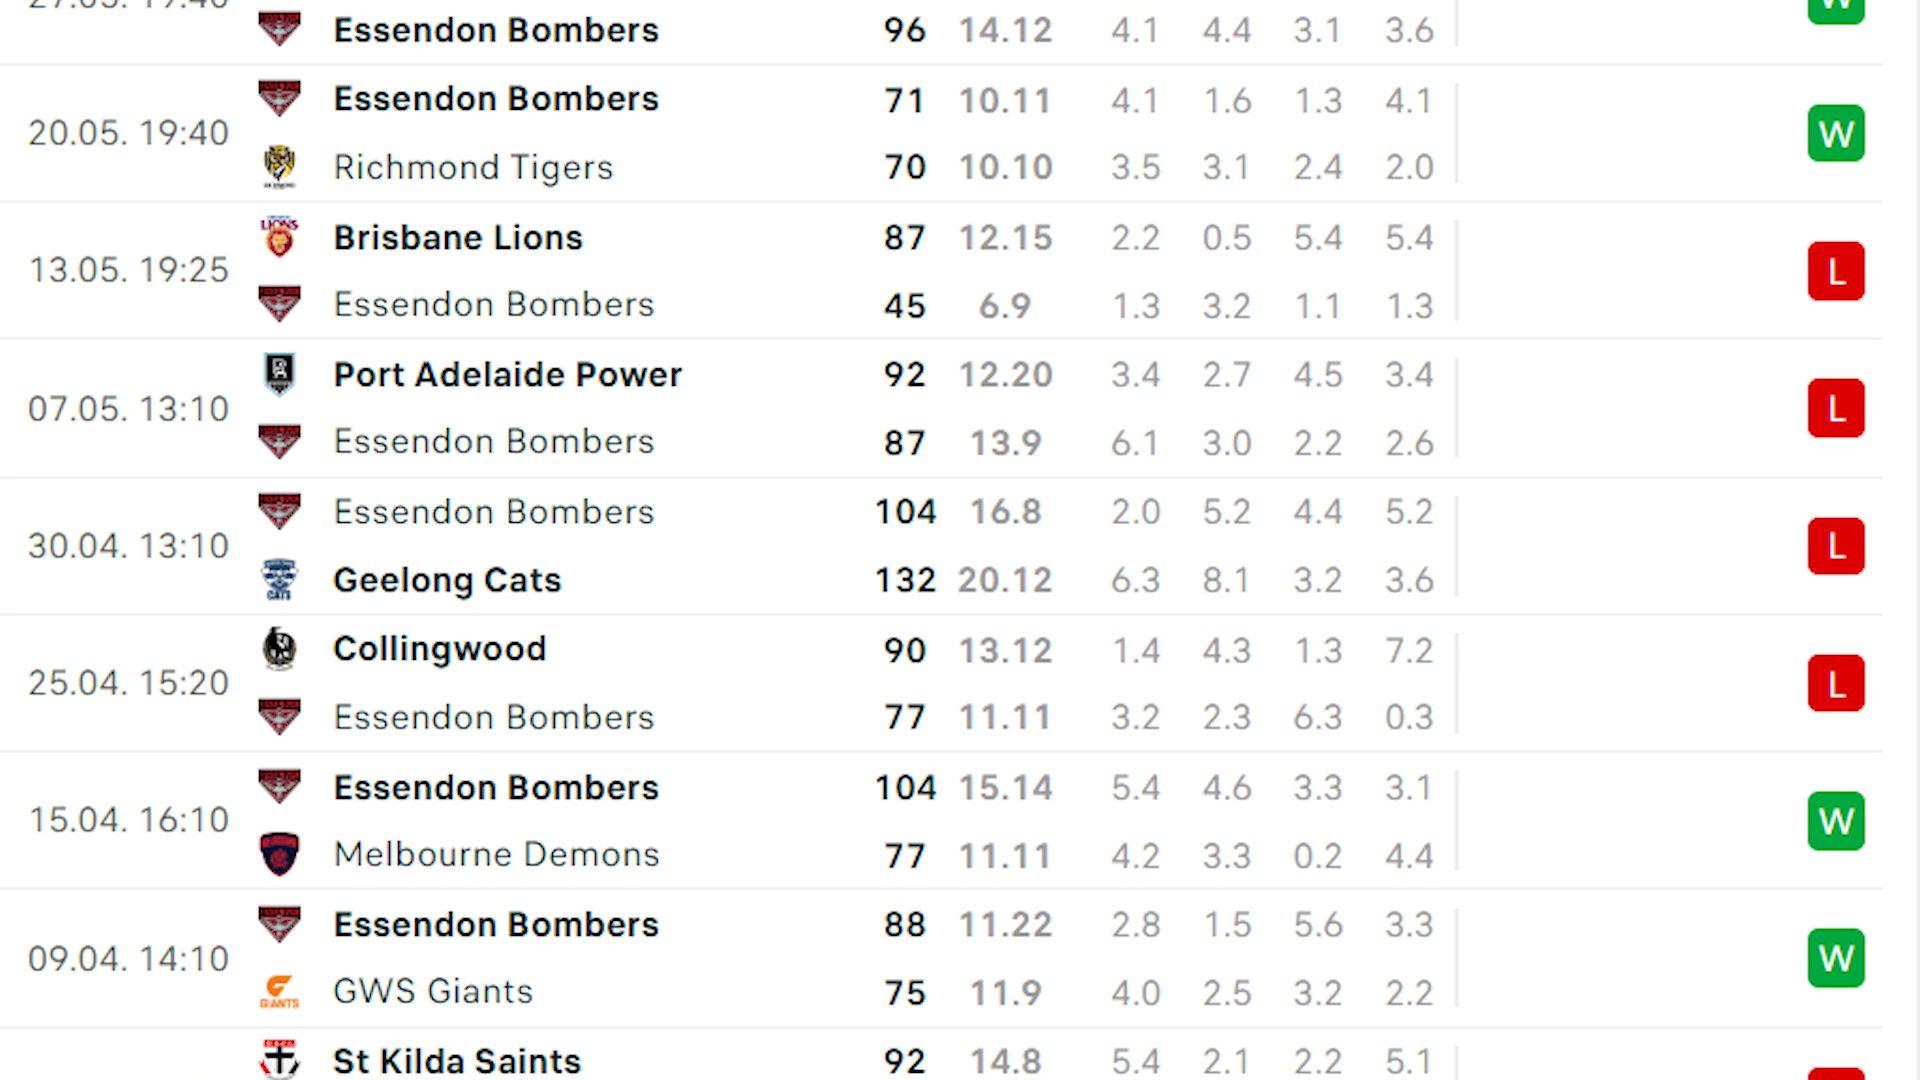 27.05. 19:40
Essendon Bombers 96 14.12 4.1 4.4 3.1 3.6 W
20.05. 19:40
Essendon Bombers 71 10.11 4.1 1.6 1.3 4.1
Richmond Tigers 70 10.10 3.5 3.1 2.4 2.0
W
13.05. 19:25
Brisbane Lions 87 12.15 2.2 0.5 5.4 5.4
Essendon Bombers 45 6.9 1.3 3.2 1.1 1.3
L
07.05. 13:10
Port Adelaide Power 92 12.20 3.4 2.7 4.5 3.4
Essendon Bombers 87 13.9 6.1 3.0 2.2 2.6
L
30.04. 13:10
Essendon Bombers 104 16.8 2.0 5.2 4.4 5.2
Geelong Cats 132 20.12 6.3 8.1 3.2 3.6
L
25.04. 15:20
Collingwood 90 13.12 1.4 4.3 1.3 7.2
Essendon Bombers 77 11.11 3.2 2.3 6.3 0.3
L
15.04. 16:10
Essendon Bombers 104 15.14 5.4 4.6 3.3 3.1
Melbourne Demons 77 11.11 4.2 3.3 0.2 4.4
W
09.04. 14:10
Essendon Bombers 88 11.22 2.8 1.5 5.6 3.3
GWS Giants 75 11.9 4.0 2.5 3.2 2.2
W
St Kilda Saints 92 14.8 5.4 2.1 2.2 5.1